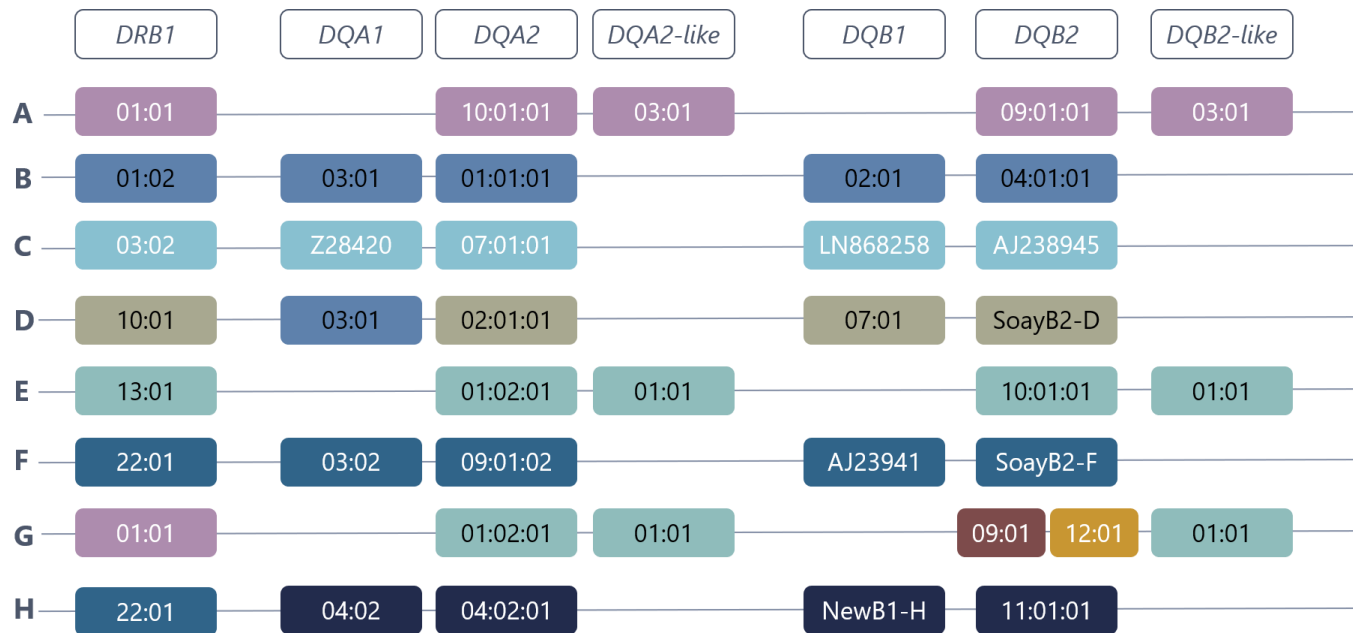 DRB1 DQA1 DQA2 DQA2-like DQB1 DQB2 DQB2-like
A 01:01 10:01:01 03:01 09:01:01 03:01
B 01:02 03:01 01:01:01 02:01 04:01:01
C 03:02 Z28420 07:01:01 LN868258 AJ238945
D 10:01 03:01 02:01:01 07:01 SoayB2-D
E 13:01 01:02:01 01:01 10:01:01 01:01
F 22:01 03:02 09:01:02 AJ23941 SoayB2-F
G 01:01 01:02:01 01:01 09:01 12:01 01:01
H 22:01 04:02 04:02:01 NewB1-H 11:01:01